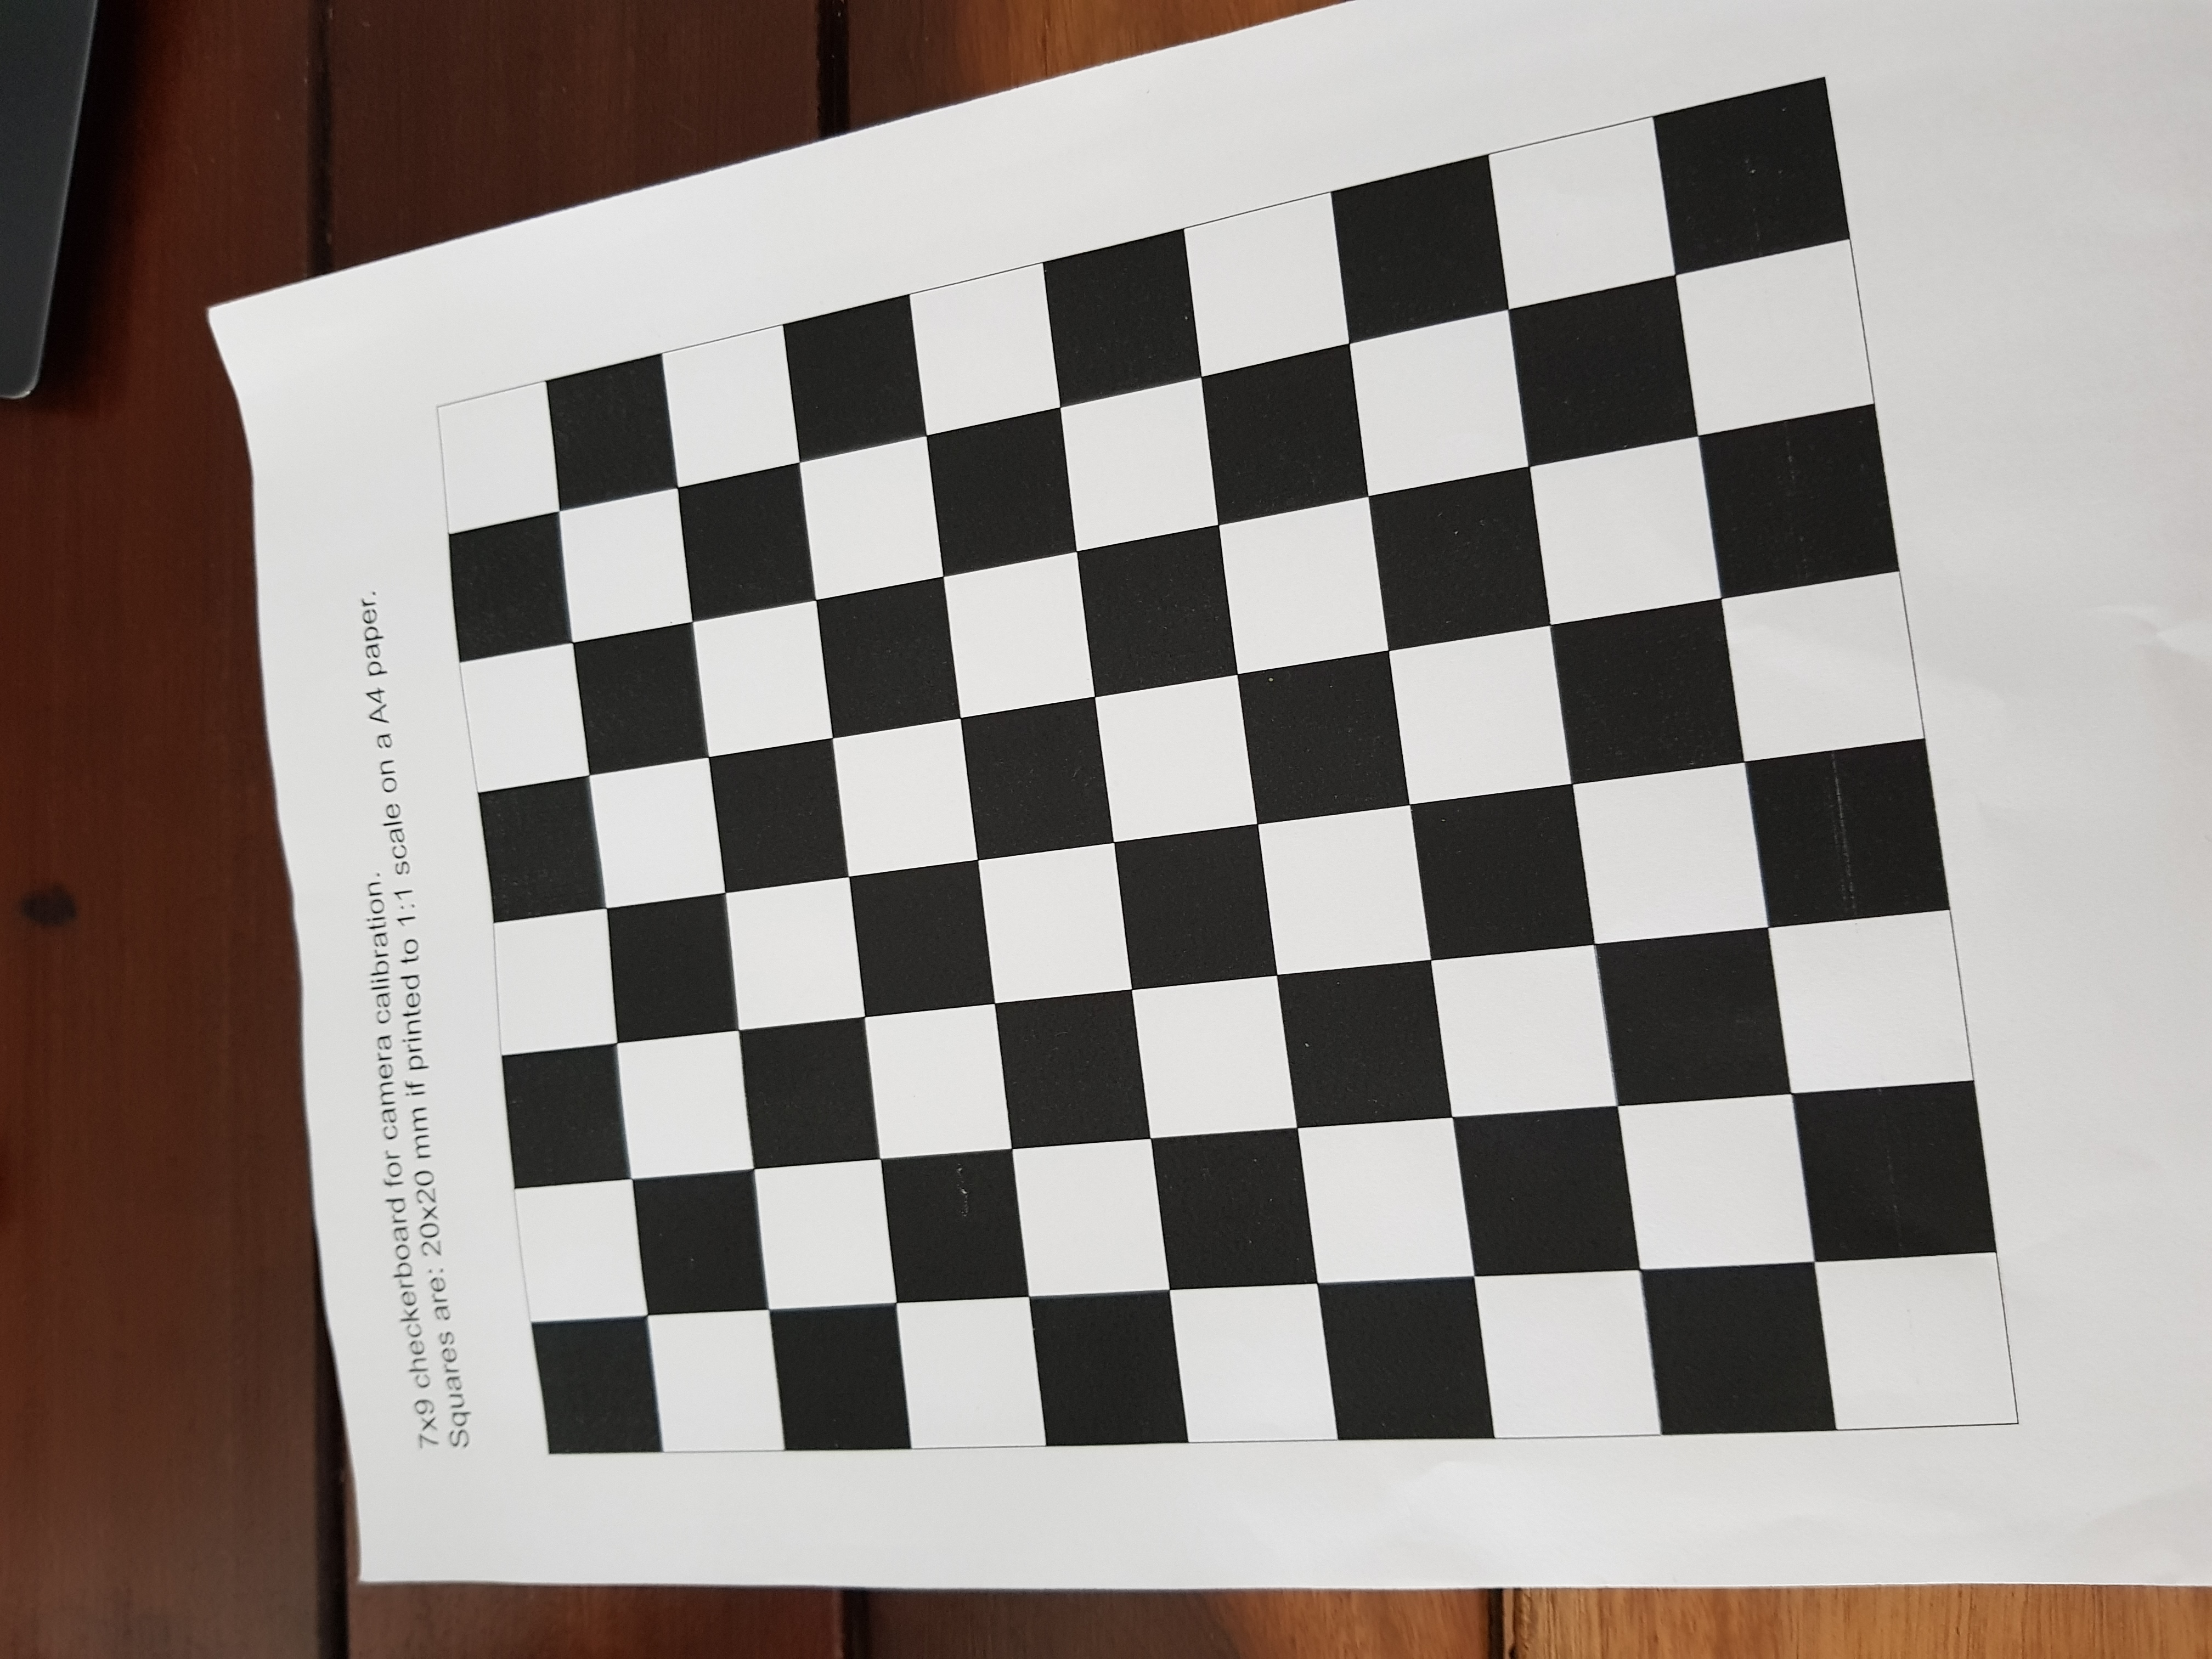 7x9 checkerboard for camera calibration.
Squares are: 20x20 mm if printed to 1:1 scale on a A4 paper.